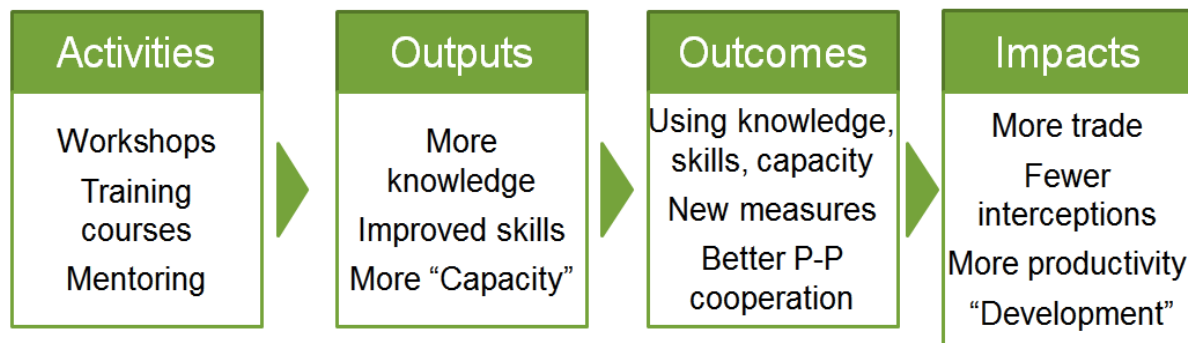 Activities
Workshops
Training
courses
Mentoring
Outputs
More
knowledge
Improved skills
More “Capacity”
Outcomes
Using knowledge,
skills, capacity
New measures
Better P-P
cooperation
Impacts
More trade
Fewer
interceptions
More productivity
“Development”